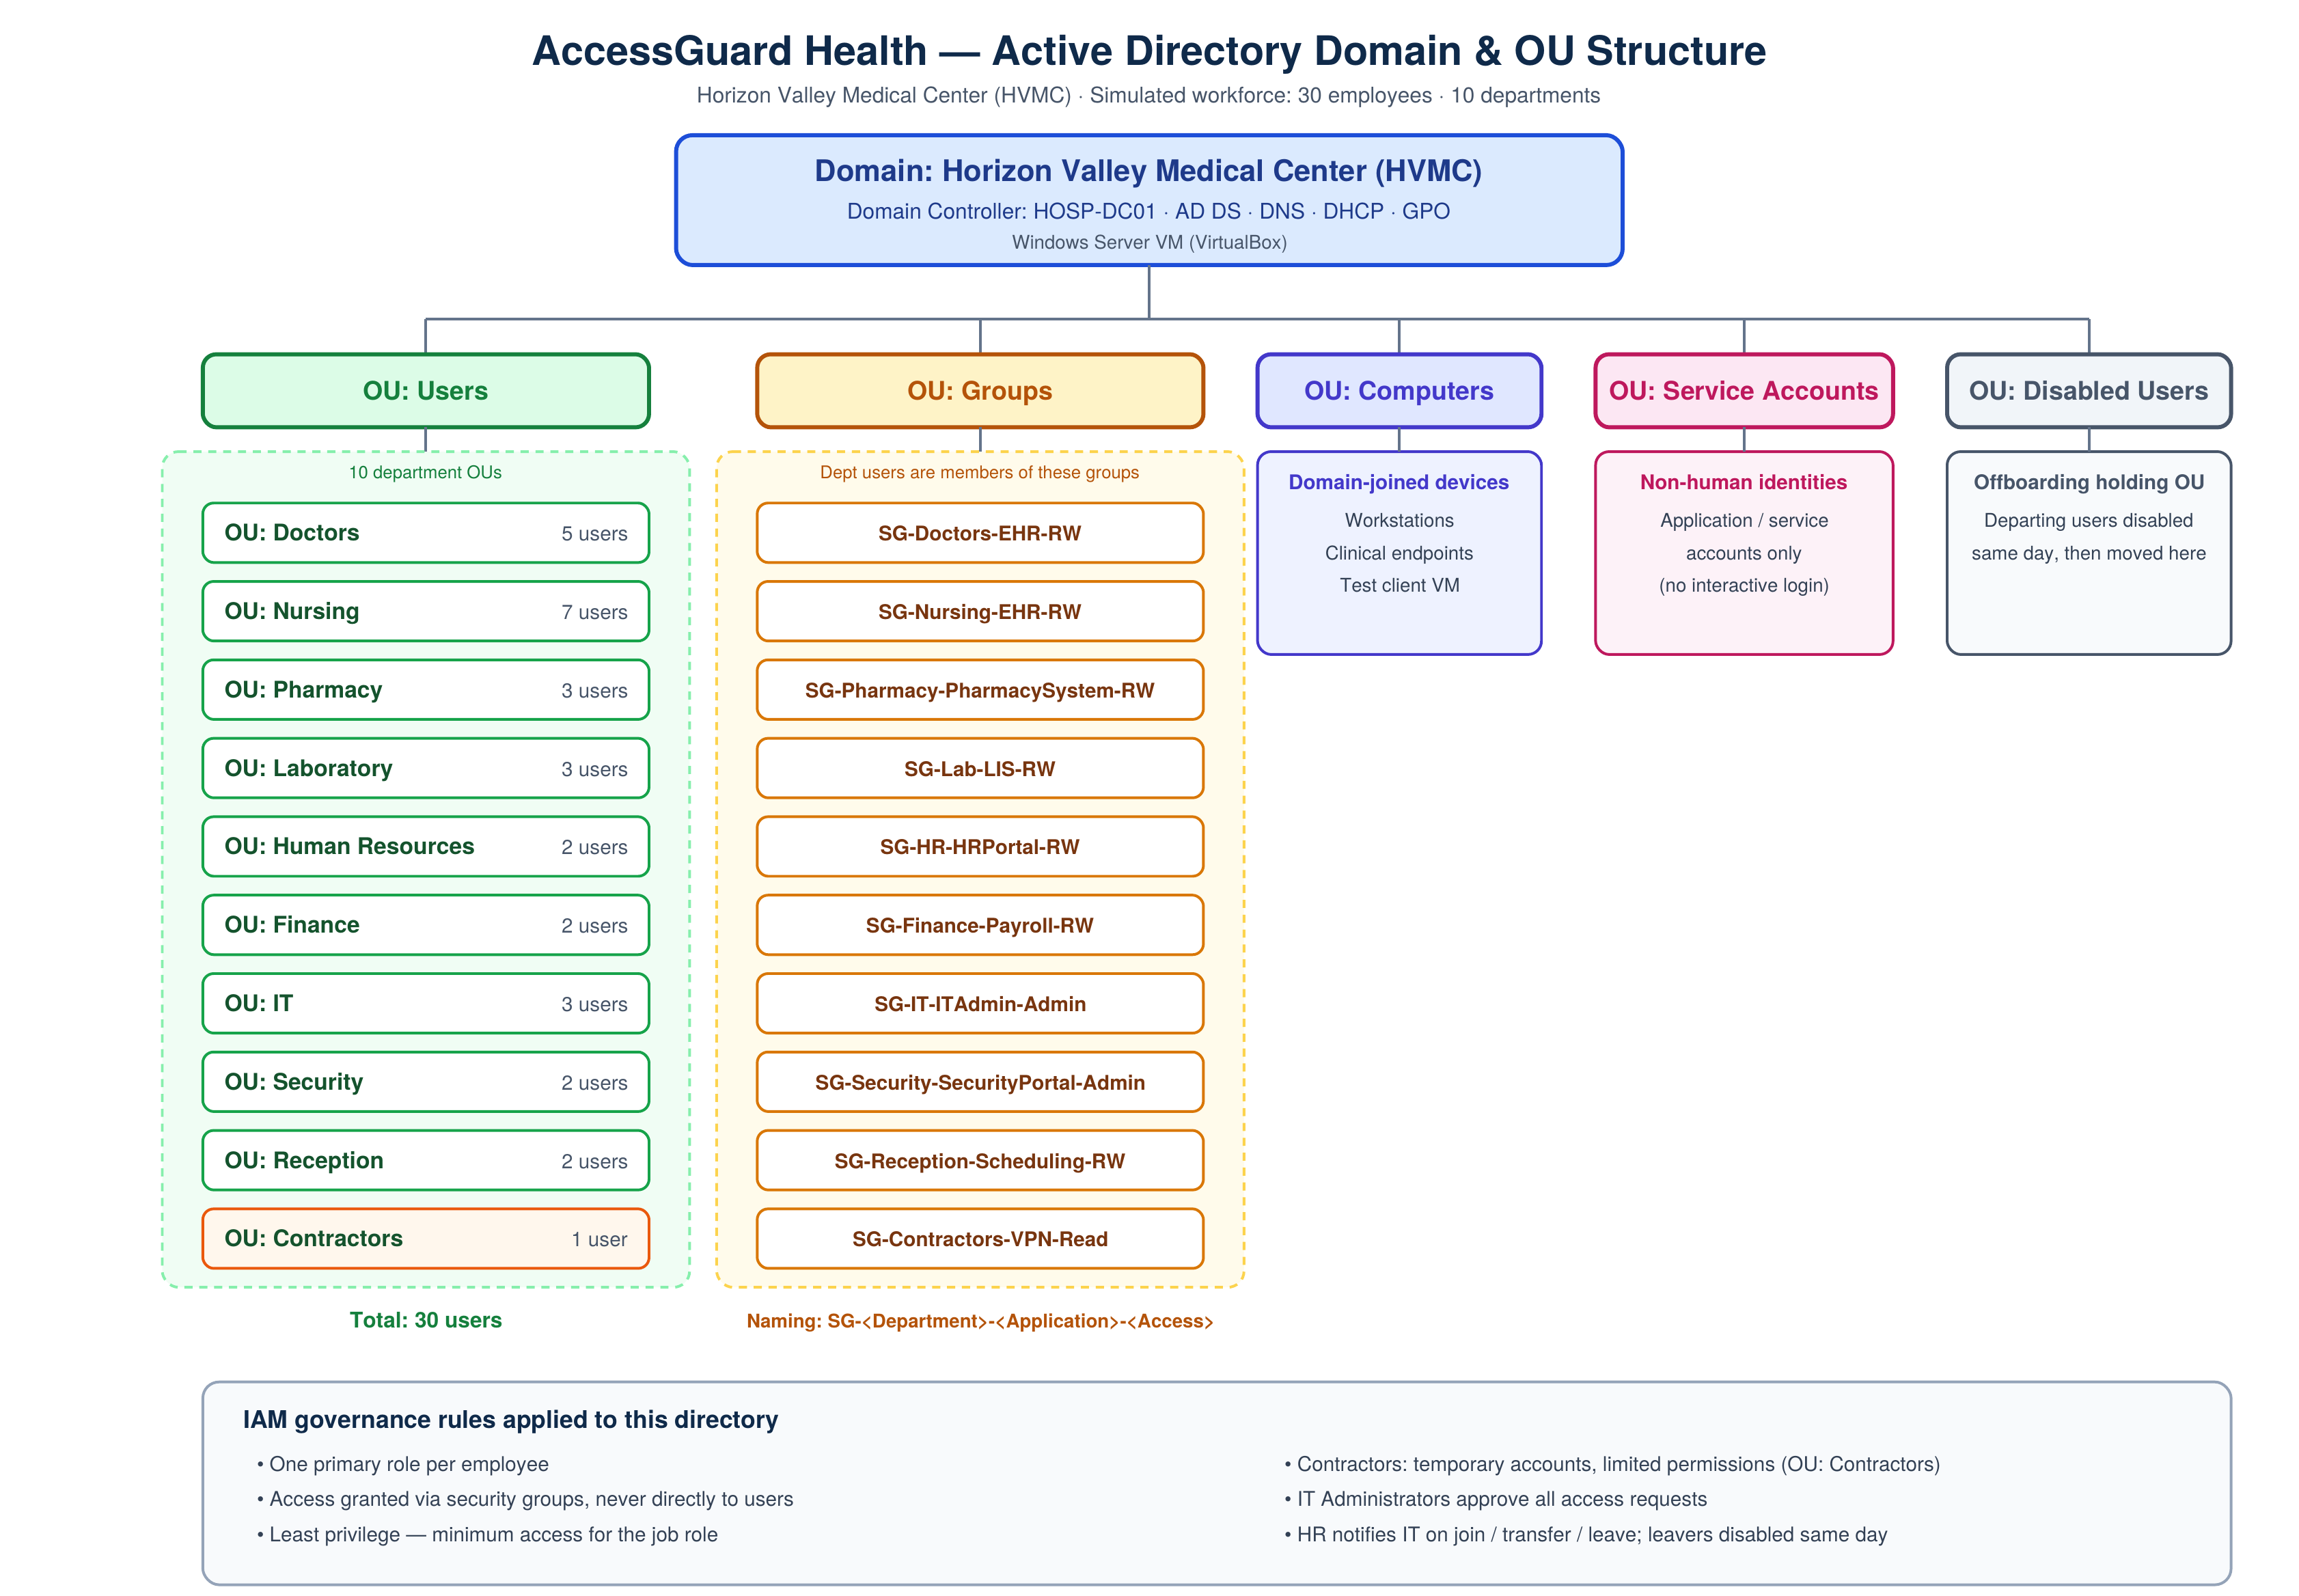 AccessGuard Health — Active Directory Domain & OU Structure
Horizon Valley Medical Center (HVMC) · Simulated workforce: 30 employees · 10 departments
Domain: Horizon Valley Medical Center (HVMC)
Domain Controller: HOSP-DC01 · AD DS · DNS · DHCP · GPO
Windows Server VM (VirtualBox)
OU: Users
10 department OUs
OU: Doctors 5 users
OU: Nursing 7 users
OU: Pharmacy 3 users
OU: Laboratory 3 users
OU: Human Resources 2 users
OU: Finance 2 users
OU: IT 3 users
OU: Security 2 users
OU: Reception 2 users
OU: Contractors 1 user
Total: 30 users
OU: Groups
Dept users are members of these groups
SG-Doctors-EHR-RW
SG-Nursing-EHR-RW
SG-Pharmacy-PharmacySystem-RW
SG-Lab-LIS-RW
SG-HR-HRPortal-RW
SG-Finance-Payroll-RW
SG-IT-ITAdmin-Admin
SG-Security-SecurityPortal-Admin
SG-Reception-Scheduling-RW
SG-Contractors-VPN-Read
Naming: SG-<Department>-<Application>-<Access>
OU: Computers
Domain-joined devices
Workstations
Clinical endpoints
Test client VM
OU: Service Accounts
Non-human identities
Application / service
accounts only
(no interactive login)
OU: Disabled Users
Offboarding holding OU
Departing users disabled
same day, then moved here
IAM governance rules applied to this directory
• One primary role per employee
• Access granted via security groups, never directly to users
• Least privilege — minimum access for the job role
• Contractors: temporary accounts, limited permissions (OU: Contractors)
• IT Administrators approve all access requests
• HR notifies IT on join / transfer / leave; leavers disabled same day